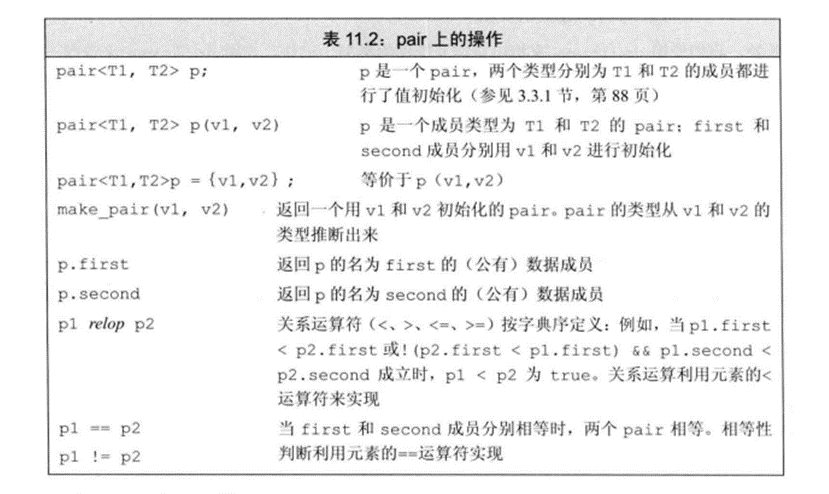 表 11.2：pair 上的操作
pair<T1, T2> p; p 是一个 pair，两个类型分别为 T1 和 T2 的成员都进
行了值初始化（参见 3.3.1 节，第 88 页）
pair<T1, T2> p(v1, v2) p 是一个成员类型为 T1 和 T2 的 pair；first 和
second 成员分别用 v1 和 v2 进行初始化
pair<T1,T2>p = {v1,v2} ; 等价于 p（v1,v2）
make_pair(v1, v2) 返回一个用 v1 和 v2 初始化的 pair。pair 的类型从 v1 和 v2 的
类型推断出来
p.first 返回 p 的名为 first 的（公有）数据成员
p.second 返回 p 的名为 second 的（公有）数据成员
p1 relop p2 关系运算符（<、>、<=、>=）按字典序定义：例如，当 p1.first
< p2.first 或!(p2.first < p1.first) && p1.second <
p2.second 成立时，p1 < p2 为 true。关系运算利用元素的<
运算符来实现
p1 == p2 当 first 和 second 成员分别相等时，两个 pair 相等。相等性
p1 != p2 判断利用元素的==运算符实现